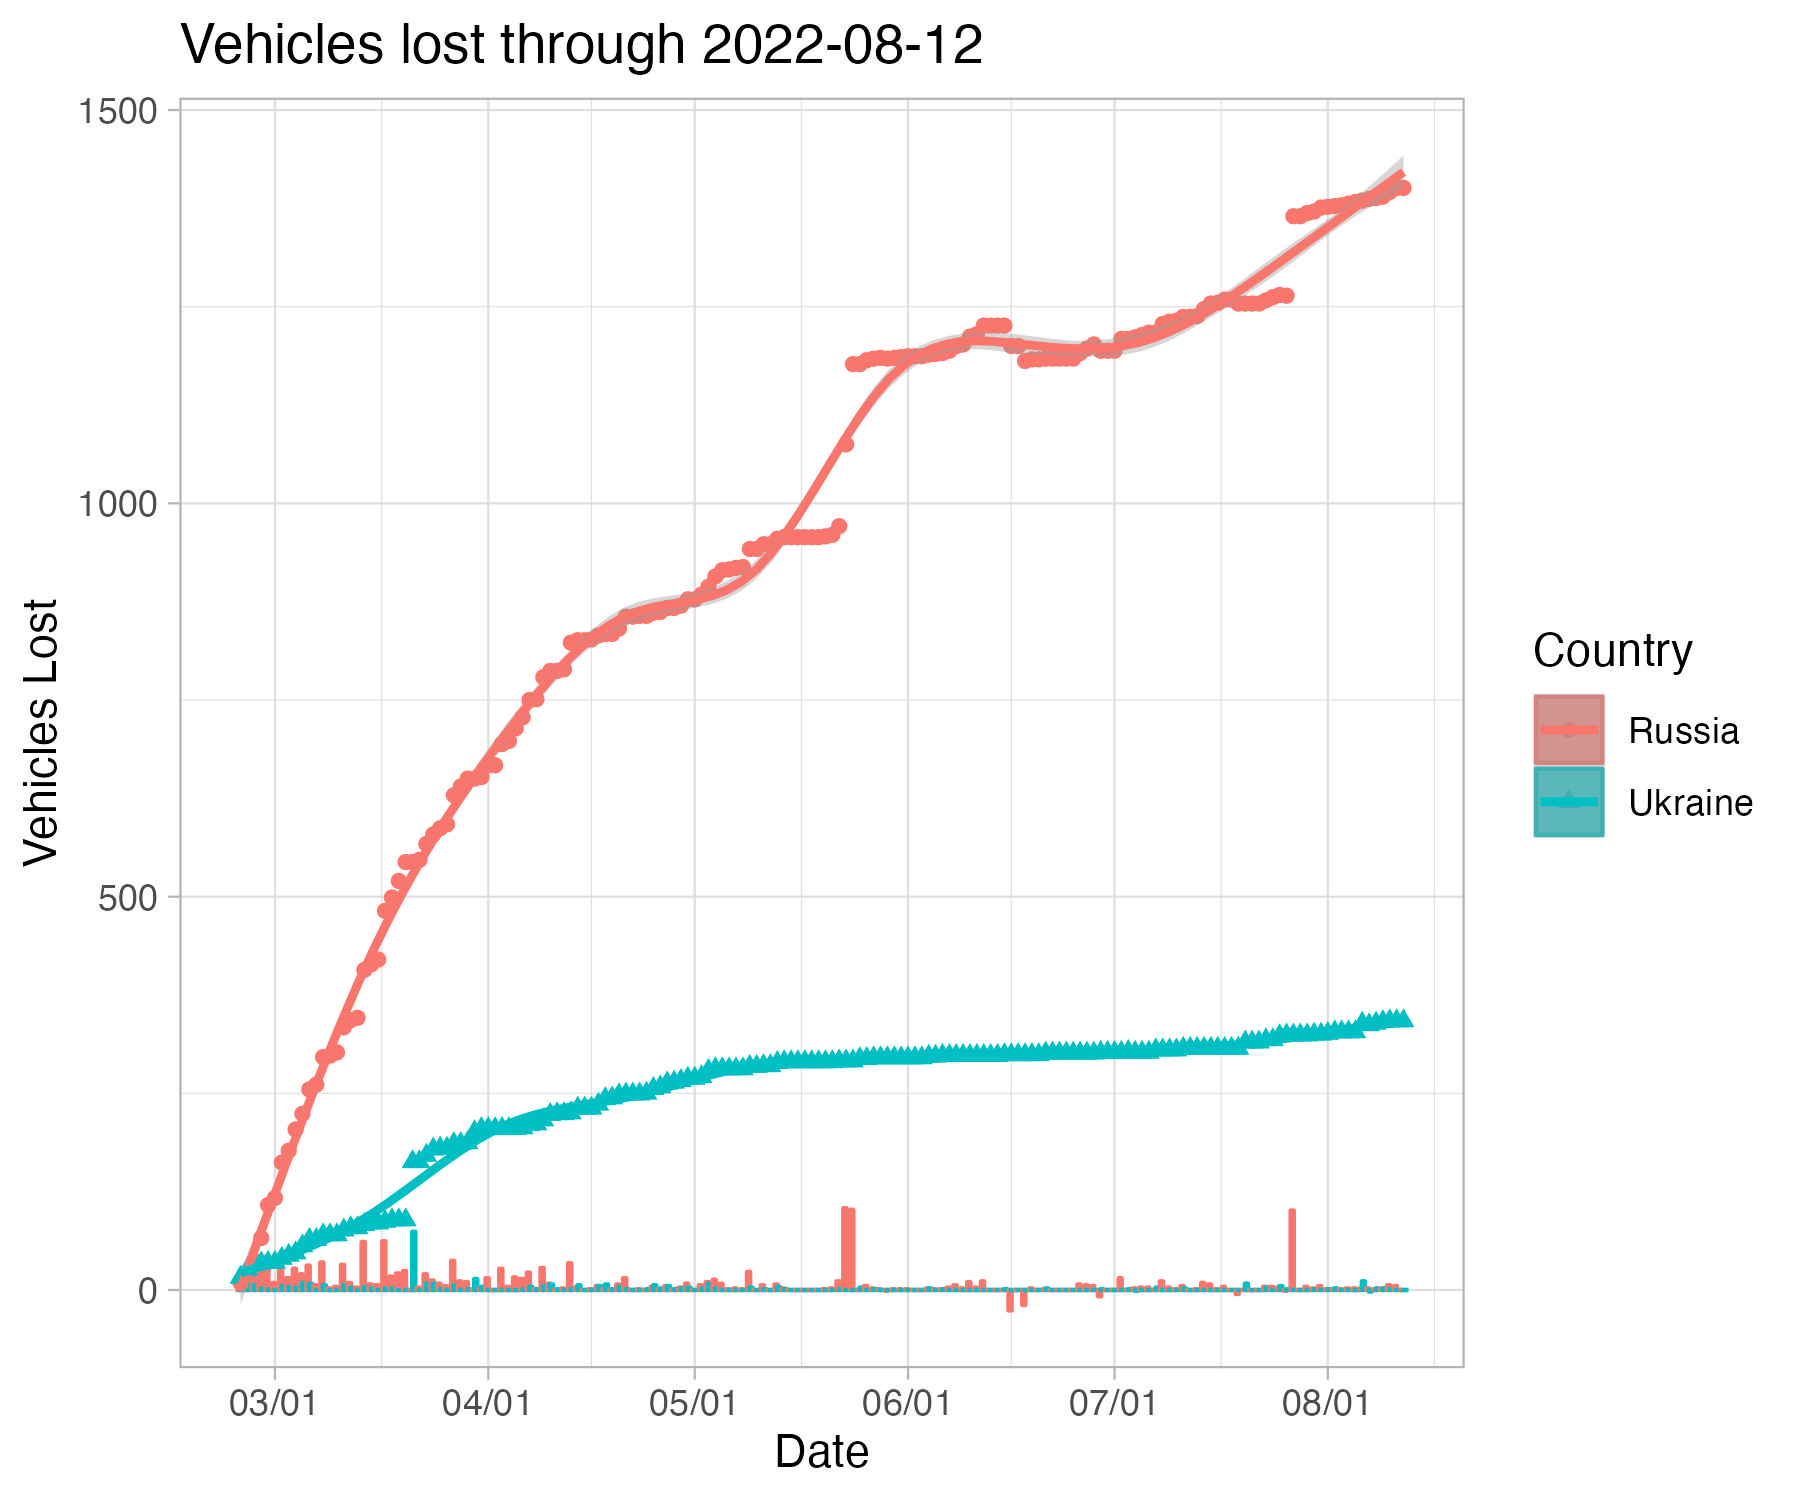 Vehicles lost through 2022-08-12
1500
1000
500
0
Vehicles Lost
03/01 04/01 05/01 06/01 07/01 08/01
Date
Country
Russia
Ukraine